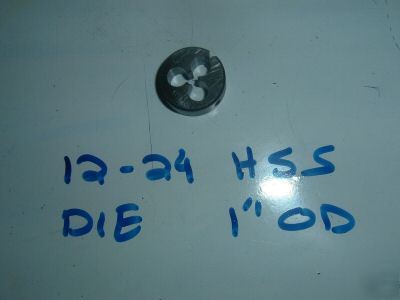 12-24 HSS
DIE 1" OD